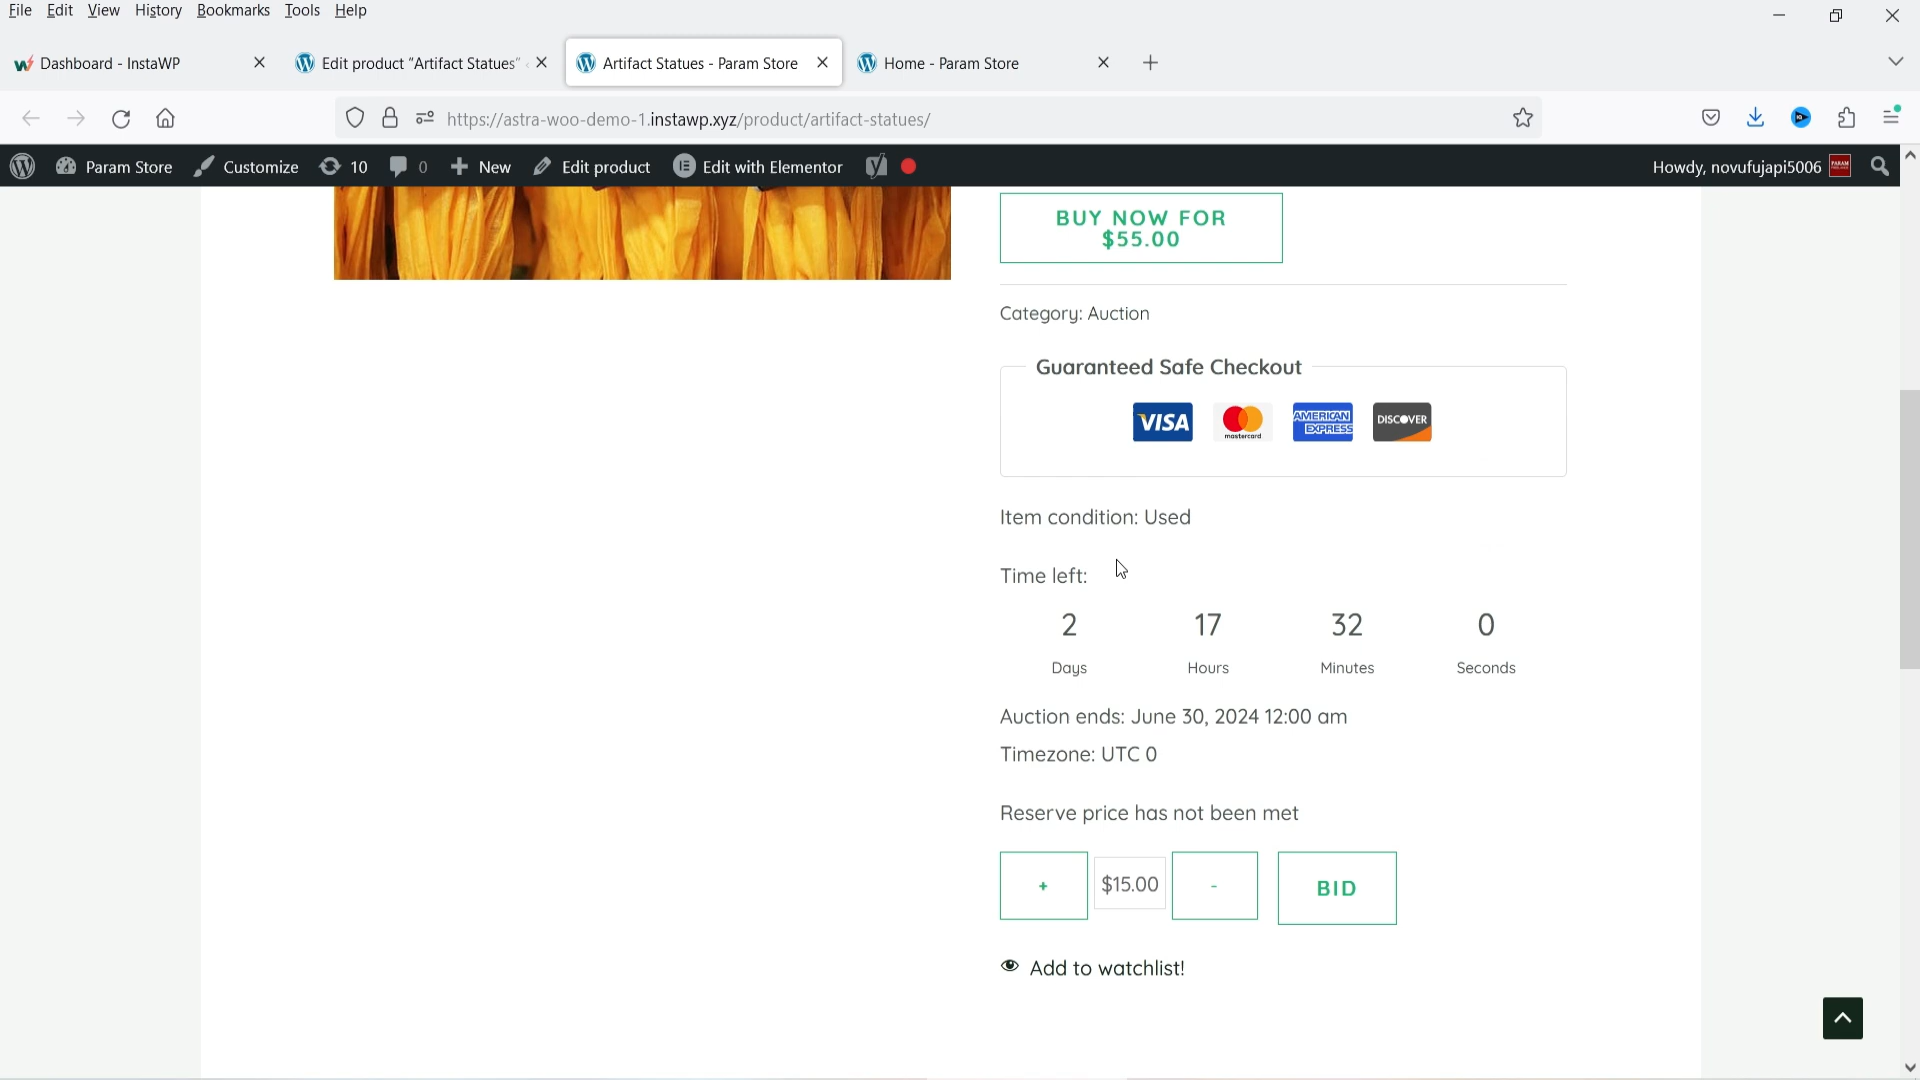 File Edit View History Bookmarks Tools Help
Dashboard - InstaWP
Edit product “Artifact Statues”
Artifact Statues - Param Store
Home - Param Store
https://astra-woo-demo-1.instawp.xyz/product/artifact-statues/
Param Store
Customize
10
0
New
Edit product
Edit with Elementor
Howdy, novufujapi5006
BUY NOW FOR
$55.00
Category: Auction
Guaranteed Safe Checkout
VISA
mastercard
AMERICAN
EXPRESS
DISCOVER
Item condition: Used
Time left:
2 17 32 0
Days Hours Minutes Seconds
Auction ends: June 30, 2024 12:00 am
Timezone: UTC 0
Reserve price has not been met
+ $15.00 - BID
Add to watchlist!